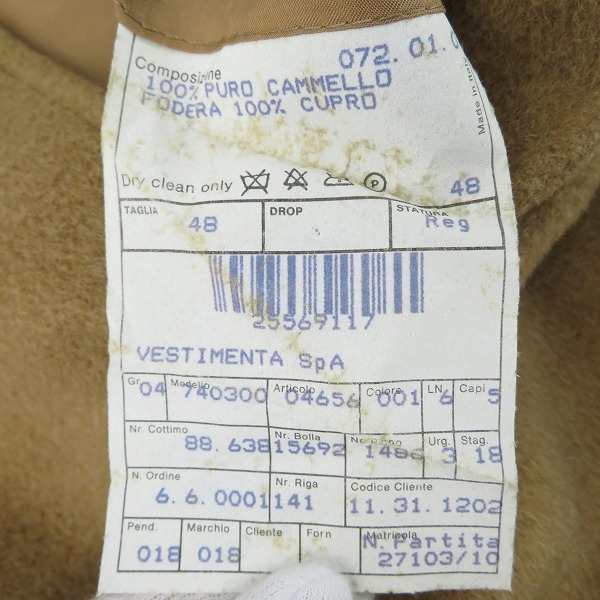 072.01.0
Composizione
100% PURO CAMMELLO
FODERA 100% CUPRO
Made in Italy
Dry clean only P
48
TAGLIA DROP STATURA
48 Reg
25569117
VESTIMENTA SpA
Gr Modello Articolo Colore LN Capi
04 740300 04656 001 6 5
Nr. Cottimo Nr. Bolla Urg. Stag.
88.638 15692 1486 3 18
N. Ordine Nr. Riga Codice Cliente
6.6.0001 141 11.31.1202
Pend. Marchio Cliente Forn Matricola
N. Partita
018 018 27103/10